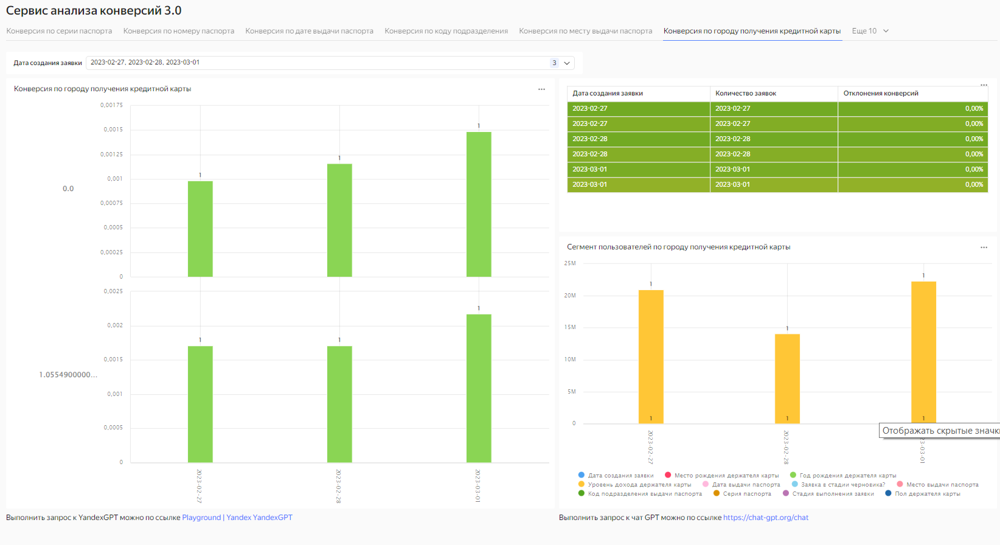 Сервис анализа конверсий 3.0
Конверсия по серии паспорта Конверсия по номеру паспорта Конверсия по дате выдачи паспорта Конверсия по коду подразделения Конверсия по месту выдачи паспорта Конверсия по городу получения кредитной карты Еще 10
Дата создания заявки 2023-02-27, 2023-02-28, 2023-03-01 3
Конверсия по городу получения кредитной карты
0,00175
0,0015
0,00125
0,001
0,00075
0,0005
0,00025
0
0.0
1 1 1
0,0025
0,002
0,0015
0,001
0,0005
0
1.0554900000...
1 1 1
2023-02-27 2023-02-28 2023-03-01
Дата создания заявки Количество заявок Отклонения конверсий
2023-02-27 2023-02-27 0,00%
2023-02-27 2023-02-27 0,00%
2023-02-28 2023-02-28 0,00%
2023-02-28 2023-02-28 0,00%
2023-03-01 2023-03-01 0,00%
2023-03-01 2023-03-01 0,00%
Сегмент пользователей по городу получения кредитной карты
25M
20M
15M
10M
5M
0
1 1 1
1 1 1
Отображать скрытые значки
2023-02-27 2023-02-28 2023-03-01
Дата создания заявки Место рождения держателя карты Год рождения держателя карты
Уровень дохода держателя карты Дата выдачи паспорта Заявка в стадии черновика? Место выдачи паспорта
Код подразделения выдачи паспорта Серия паспорта Стадия выполнения заявки Пол держателя карты
Выполнить запрос к YandexGPT можно по ссылке Playground | Yandex YandexGPT
Выполнить запрос к чат GPT можно по ссылке https://chat-gpt.org/chat